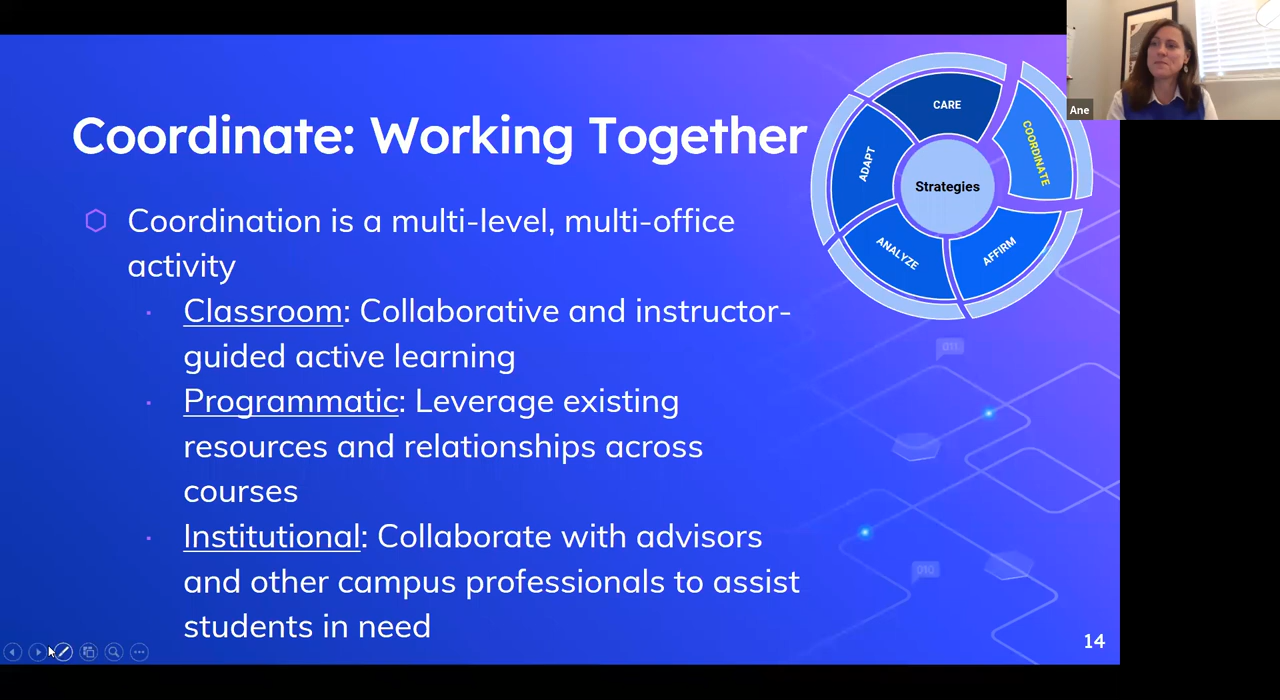 Ane
Coordinate: Working Together
CARE
COORDINATE
ADAPT
Strategies
ANALYZE
AFFIRM
Coordination is a multi-level, multi-office
activity
Classroom: Collaborative and instructor-
guided active learning
Programmatic: Leverage existing
resources and relationships across
courses
Institutional: Collaborate with advisors
and other campus professionals to assist
students in need
011
010
14